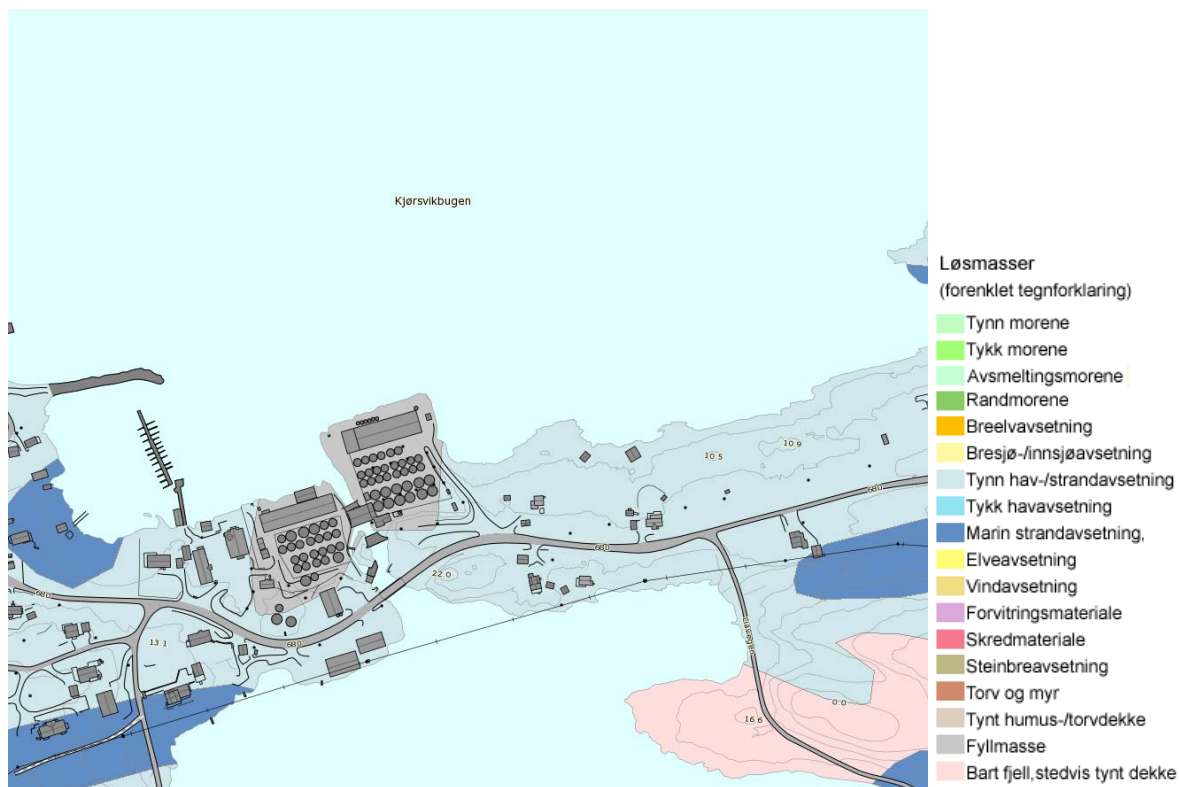 Kjørsvikbugen
Løsmasser
(forenklet tegnforklaring)
Tynn morene
Tykk morene
Avsmeltingsmorene
Randmorene
Breelvavsetning
Bresjø-/innsjøavsetning
Tynn hav-/strandavsetning
Tykk havavsetning
Marin strandavsetning,
Elveavsetning
Vindavsetning
Forvitringsmateriale
Skredmateriale
Steinbreavsetning
Torv og myr
Tynt humus-/torvdekke
Fyllmasse
Bart fjell,stedvis tynt dekke
10.9
10.5
680
680
22.0
680
13.1
680
0.0
16.6